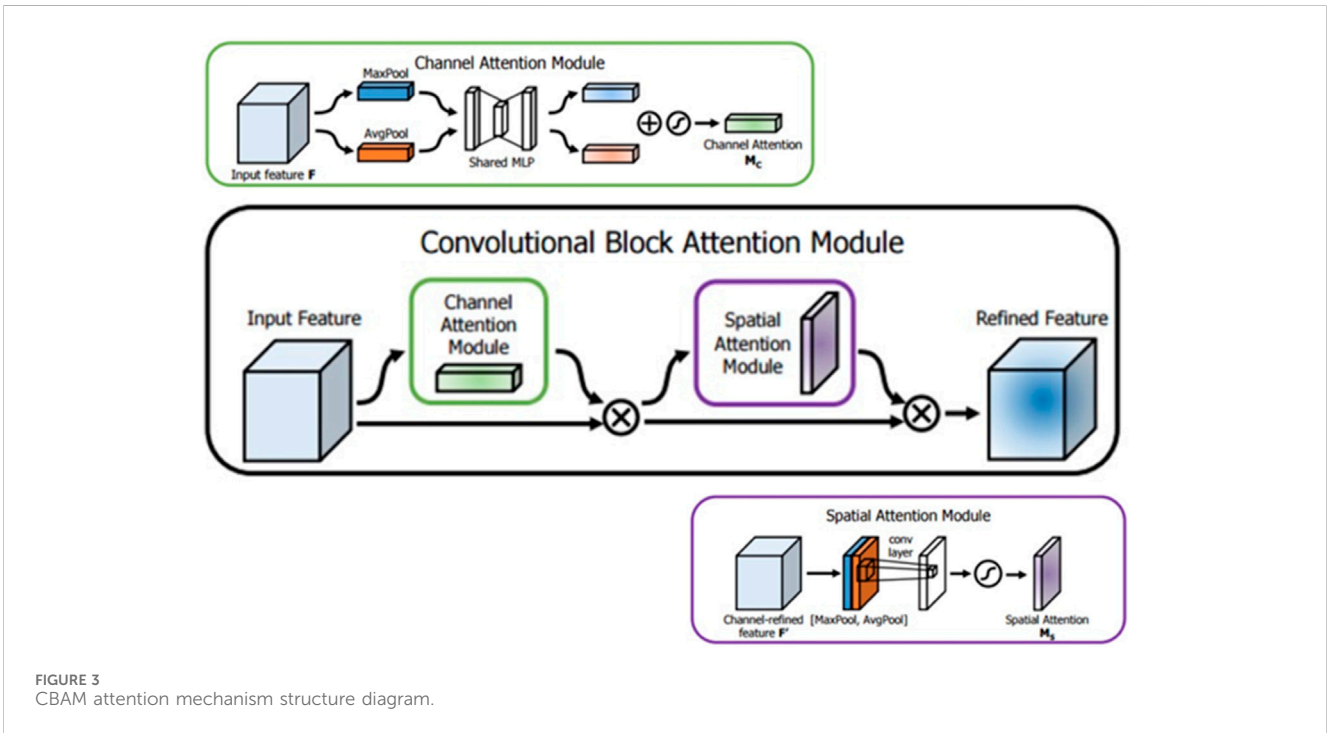 Channel Attention Module
MaxPool
AvgPool
Input feature F
Shared MLP
Channel Attention
M_C
Convolutional Block Attention Module
Input Feature
Channel
Attention
Module
Spatial
Attention
Module
Refined Feature
Spatial Attention Module
conv
layer
Channel-refined
feature F'
[MaxPool, AvgPool]
Spatial Attention
M_S
FIGURE 3
CBAM attention mechanism structure diagram.